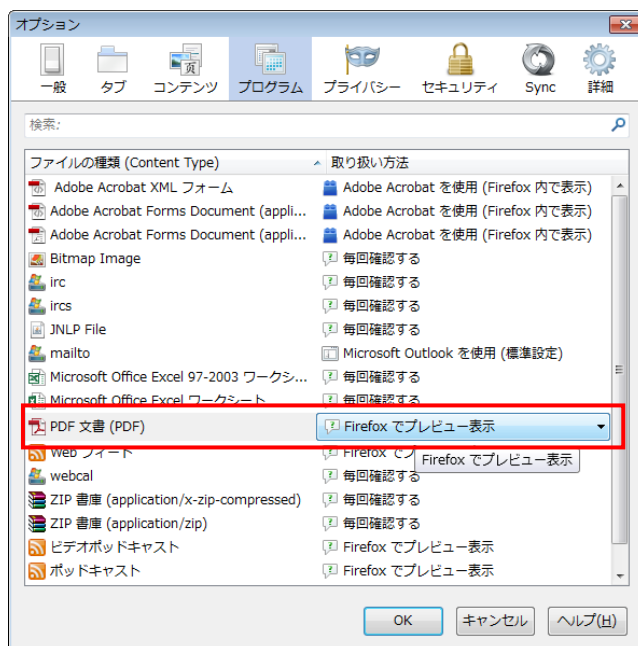 オプション
一般 タブ コンテンツ プログラム プライバシー セキュリティ Sync 詳細
検索:
ファイルの種類 (Content Type) 取り扱い方法
Adobe Acrobat XML フォーム Adobe Acrobat を使用 (Firefox 内で表示)
Adobe Acrobat Forms Document (appli... Adobe Acrobat を使用 (Firefox 内で表示)
Adobe Acrobat Forms Document (appli... Adobe Acrobat を使用 (Firefox 内で表示)
Bitmap Image 毎回確認する
irc 毎回確認する
ircs 毎回確認する
JNLP File 毎回確認する
mailto Microsoft Outlook を使用 (標準設定)
Microsoft Office Excel 97-2003 ワークシ... 毎回確認する
Microsoft Office Excel ワークシート 毎回確認する
PDF 文書 (PDF) Firefox でプレビュー表示
Web フィード Firefox でプ
Firefox でプレビュー表示
webcal 毎回確認する
ZIP 書庫 (application/x-zip-compressed) 毎回確認する
ZIP 書庫 (application/zip) 毎回確認する
ビデオポッドキャスト Firefox でプレビュー表示
ポッドキャスト Firefox でプレビュー表示
OK キャンセル ヘルプ(H)